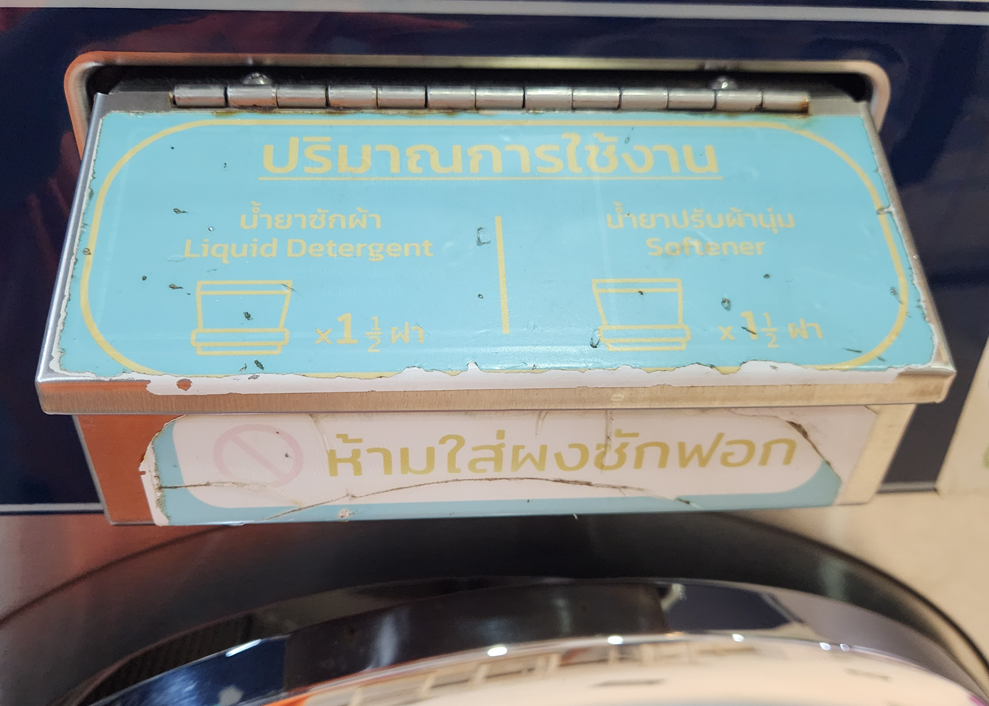 ปริมาณการใช้งาน
น้ำยาซักผ้า
Liquid Detergent
x1 1/2 ฝา
น้ำยาปรับผ้านุ่ม
Softener
x 1 1/2 ฝา
ห้ามใส่ผงซักฟอก